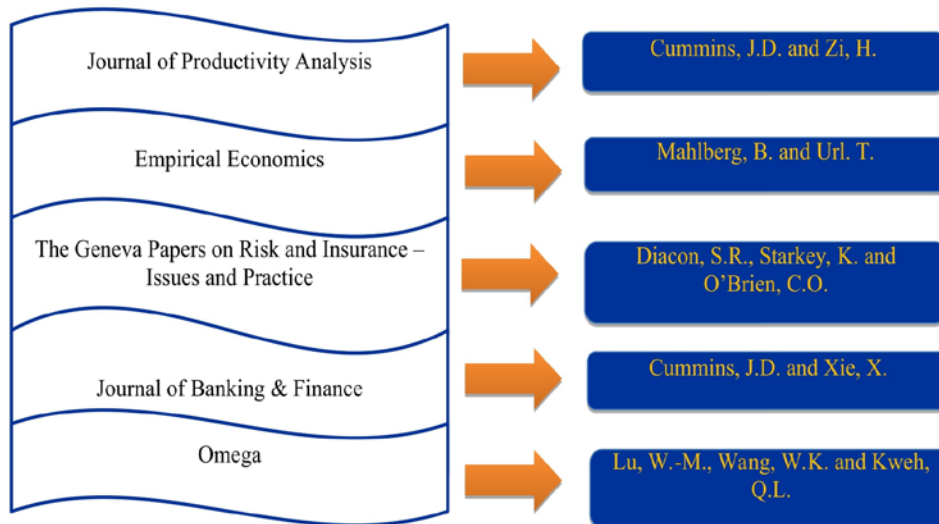 Journal of Productivity Analysis
Cummins, J.D. and Zi, H.
Empirical Economics
Mahlberg, B. and Url. T.
The Geneva Papers on Risk and Insurance –
Issues and Practice
Diacon, S.R., Starkey, K. and
O’Brien, C.O.
Journal of Banking & Finance
Cummins, J.D. and Xie, X.
Omega
Lu, W.-M., Wang, W.K. and Kweh,
Q.L.